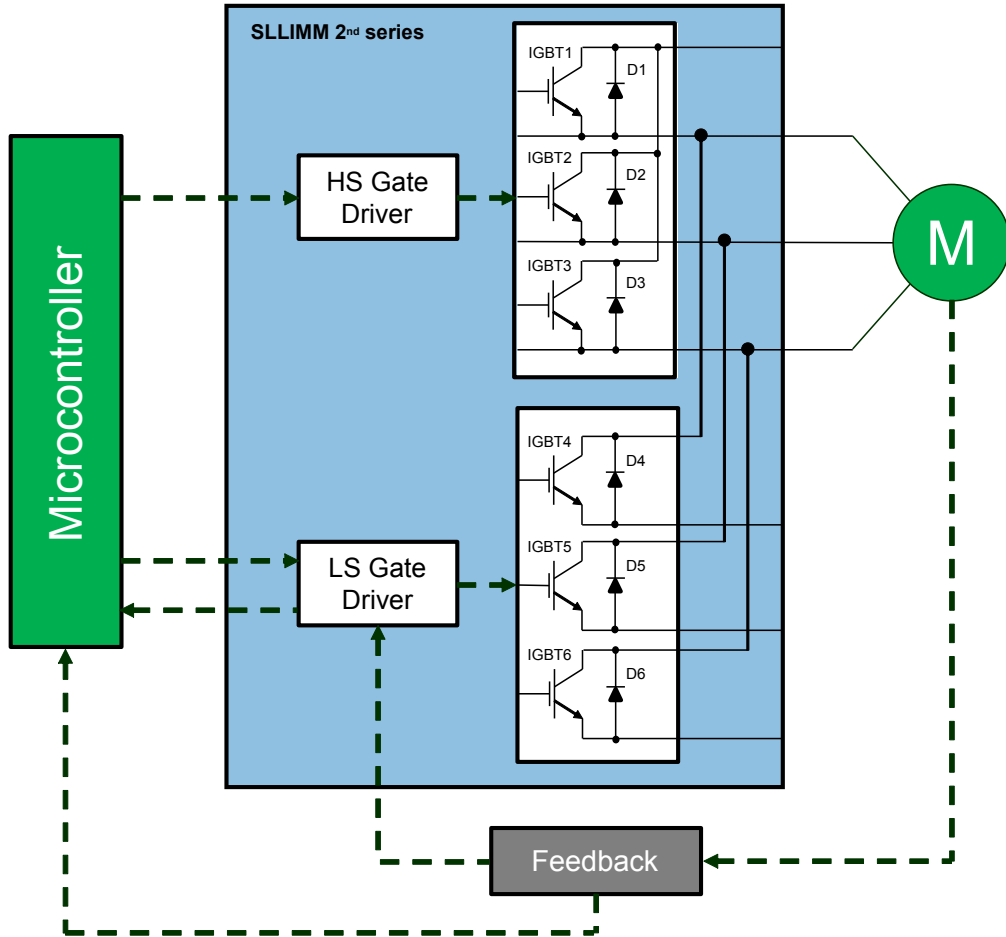 SLLIMM 2nd series
IGBT1
D1
IGBT2
D2
IGBT3
D3
HS Gate
Driver
Microcontroller
M
IGBT4
D4
IGBT5
D5
IGBT6
D6
LS Gate
Driver
Feedback